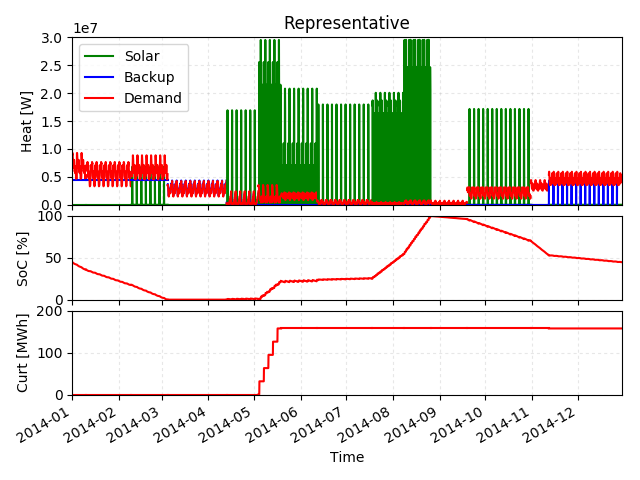 Representative
1e7
3.0
2.5
2.0
1.5
1.0
0.5
0.0
Heat [W]
Solar
Backup
Demand
100
50
0
SoC [%]
200
100
0
Curt [MWh]
2014-01
2014-02
2014-03
2014-04
2014-05
2014-06
2014-07
2014-08
2014-09
2014-10
2014-11
2014-12
Time